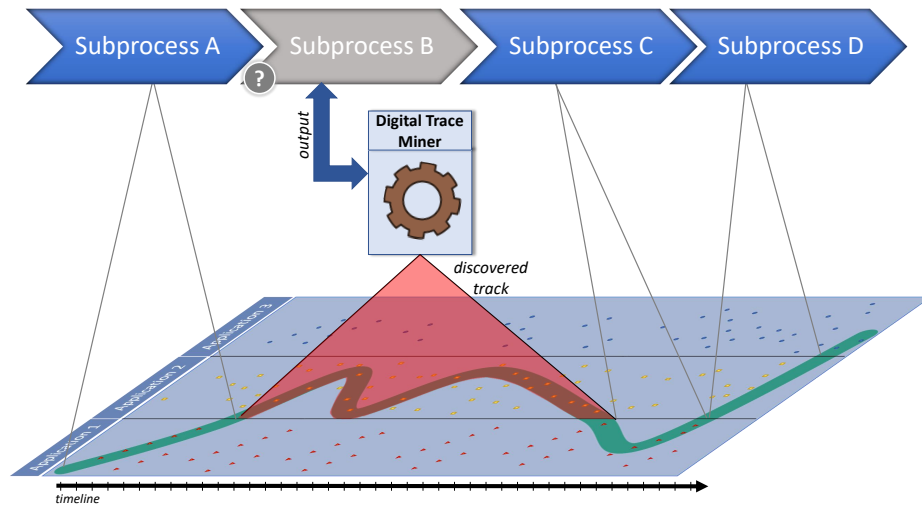 Subprocess A
Subprocess B
Subprocess C
Subprocess D
?
output
Digital Trace
Miner
discovered
track
Application 3
Application 2
Application 1
timeline